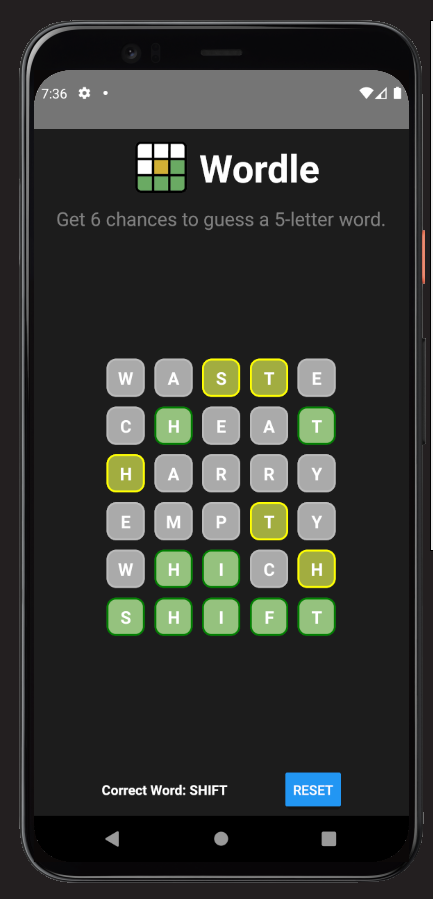 7:36
Wordle
Get 6 chances to guess a 5-letter word.
W A S T E
C H E A T
H A R R Y
E M P T Y
W H I C H
S H I F T
Correct Word: SHIFT RESET